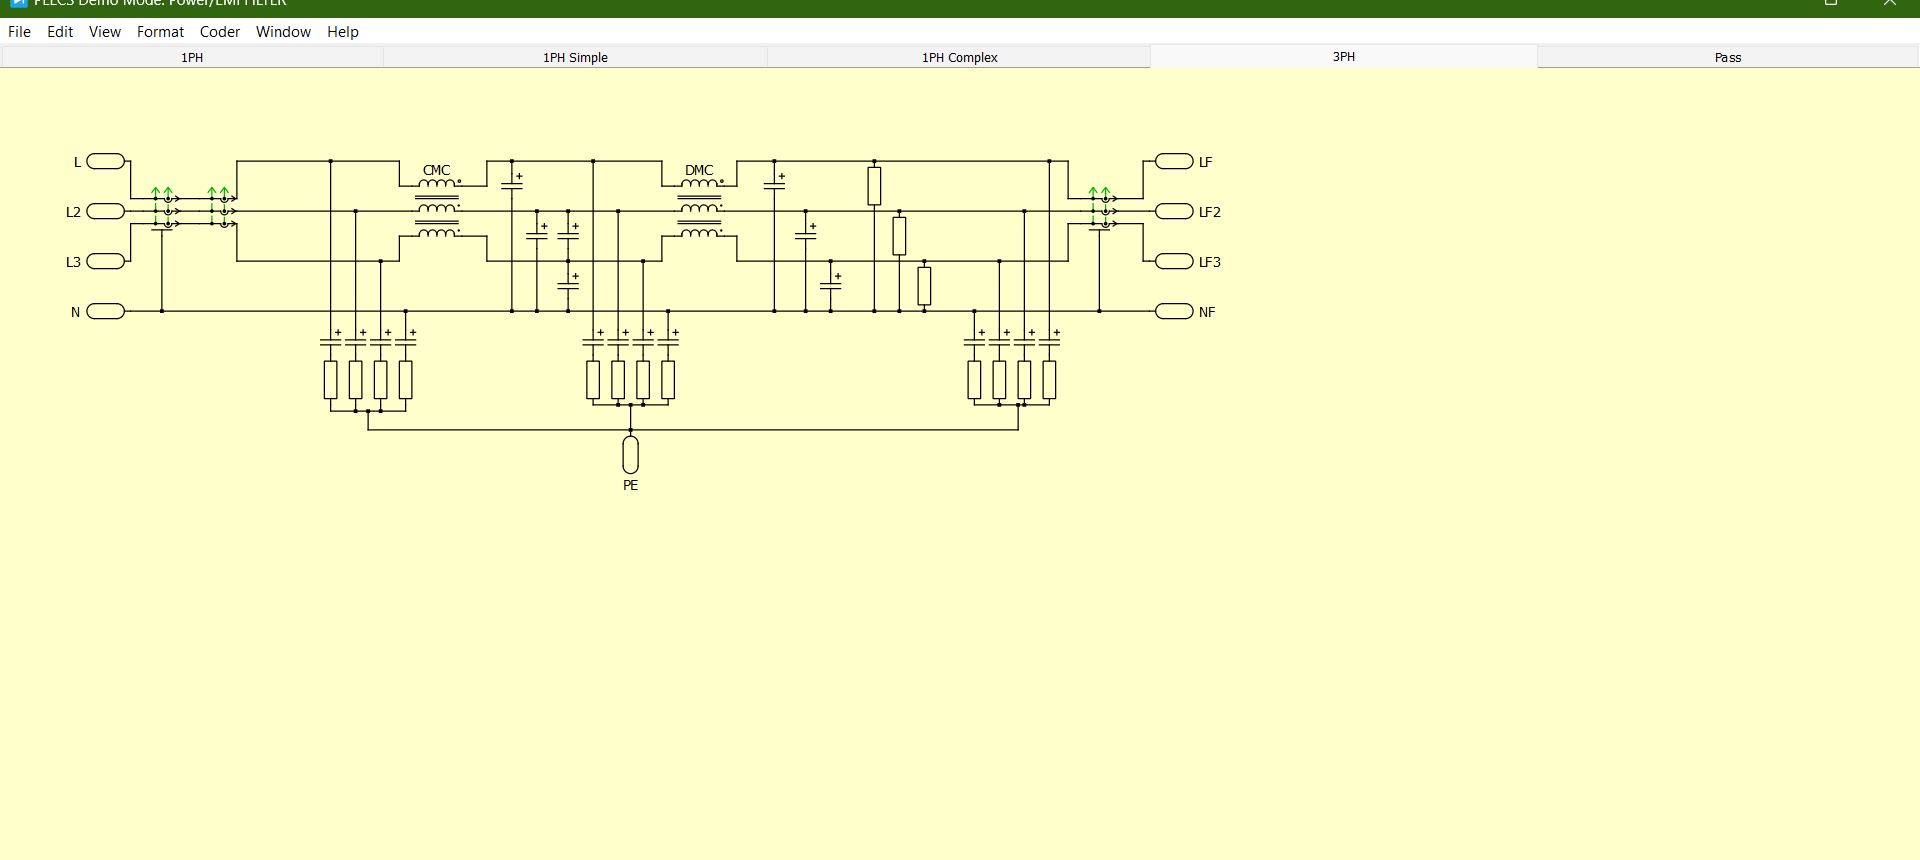 PLECS Demo Mode: Power/EMI FILTER
File Edit View Format Coder Window Help
1PH 1PH Simple 1PH Complex 3PH Pass
L CMC DMC LF
L2 LF2
L3 LF3
N NF
PE